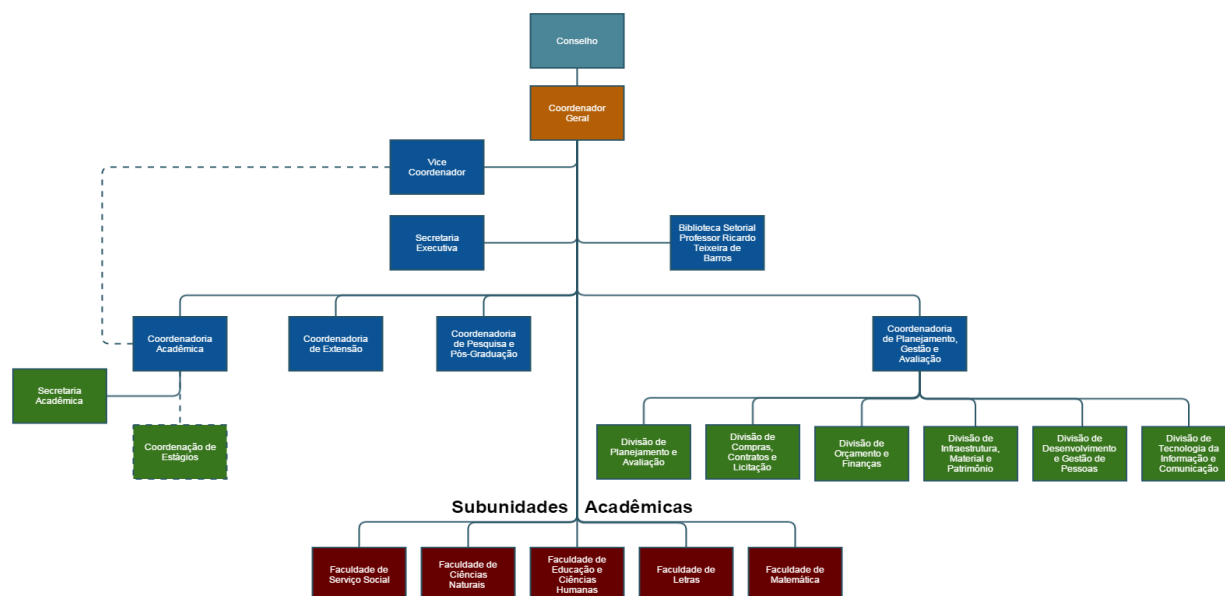 Conselho
Coordenador
Geral
Vice
Coordenador
Secretaria
Executiva
Biblioteca Setorial
Professor Ricardo
Teixeira de
Barros
Coordenadoria
Acadêmica
Coordenadoria
de Extensão
Coordenadoria
de Pesquisa e
Pós-Graduação
Coordenadoria
de Planejamento,
Gestão e
Avaliação
Secretaria
Acadêmica
Coordenação de
Estágios
Divisão de
Planejamento e
Avaliação
Divisão de
Compras,
Contratos e
Licitação
Divisão de
Orçamento e
Finanças
Divisão de
Infraestrutura,
Material e
Patrimônio
Divisão de
Desenvolvimento
e Gestão de
Pessoas
Divisão de
Tecnologia da
Informação e
Comunicação
Subunidades Acadêmicas
Faculdade de
Serviço Social
Faculdade de
Ciências
Naturais
Faculdade de
Educação e
Ciências
Humanas
Faculdade de
Letras
Faculdade de
Matemática